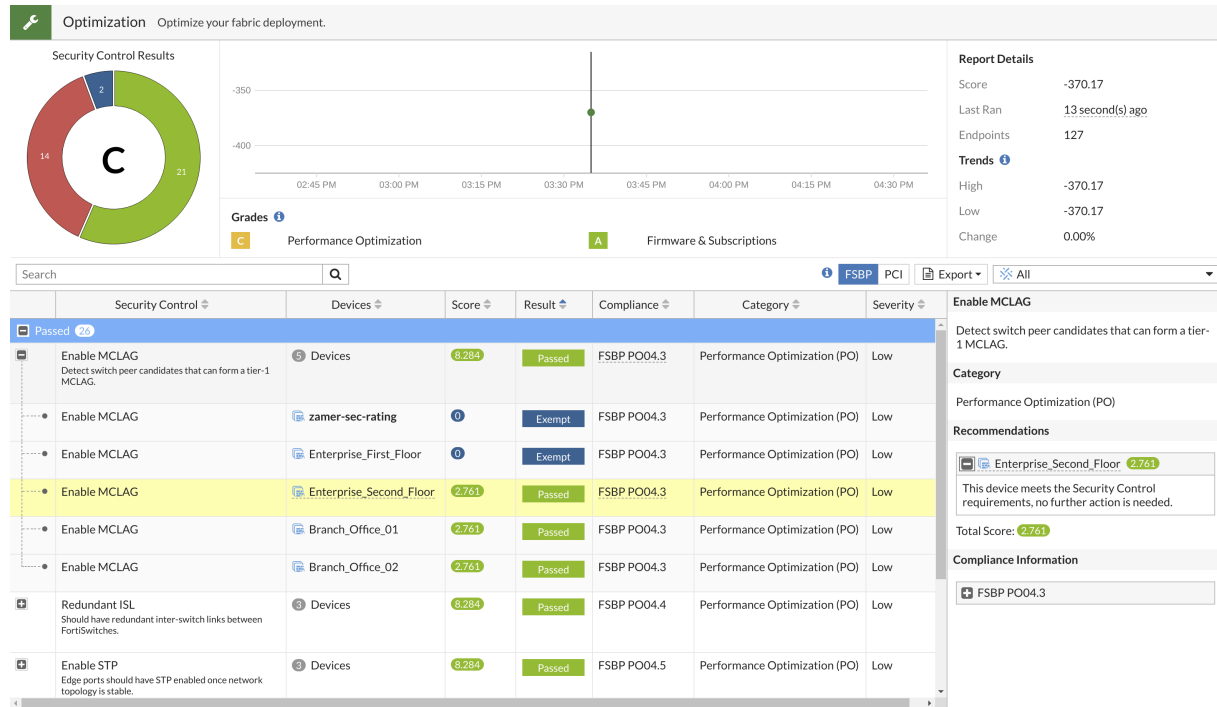 Optimization Optimize your fabric deployment.
Security Control Results
2
14
C
21
-350
-400
02:45 PM 03:00 PM 03:15 PM 03:30 PM 03:45 PM 04:00 PM 04:15 PM 04:30 PM
Grades
C Performance Optimization A Firmware & Subscriptions
Report Details
Score -370.17
Last Ran 13 second(s) ago
Endpoints 127
Trends
High -370.17
Low -370.17
Change 0.00%
Search FSBP PCI Export All
Security Control Devices Score Result Compliance Category Severity
Passed 26
Enable MCLAG 5 Devices 8.284 Passed FSBP PO04.3 Performance Optimization (PO) Low
Detect switch peer candidates that can form a tier-1
MCLAG.
Enable MCLAG zamer-sec-rating 0 Exempt FSBP PO04.3 Performance Optimization (PO) Low
Enable MCLAG Enterprise_First_Floor 0 Exempt FSBP PO04.3 Performance Optimization (PO) Low
Enable MCLAG Enterprise_Second_Floor 2.761 Passed FSBP PO04.3 Performance Optimization (PO) Low
Enable MCLAG Branch_Office_01 2.761 Passed FSBP PO04.3 Performance Optimization (PO) Low
Enable MCLAG Branch_Office_02 2.761 Passed FSBP PO04.3 Performance Optimization (PO) Low
Redundant ISL 3 Devices 8.284 Passed FSBP PO04.4 Performance Optimization (PO) Low
Should have redundant inter-switch links between
FortiSwitches.
Enable STP 3 Devices 8.284 Passed FSBP PO04.5 Performance Optimization (PO) Low
Edge ports should have STP enabled once network
topology is stable.
Enable MCLAG
Detect switch peer candidates that can form a tier-
1 MCLAG.
Category
Performance Optimization (PO)
Recommendations
Enterprise_Second_Floor 2.761
This device meets the Security Control
requirements, no further action is needed.
Total Score: 2.761
Compliance Information
FSBP PO04.3